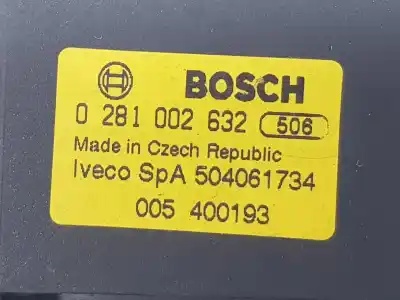 BOSCH
0 281 002 632 506
Made in Czech Republic
Iveco SpA 504061734
005 400193